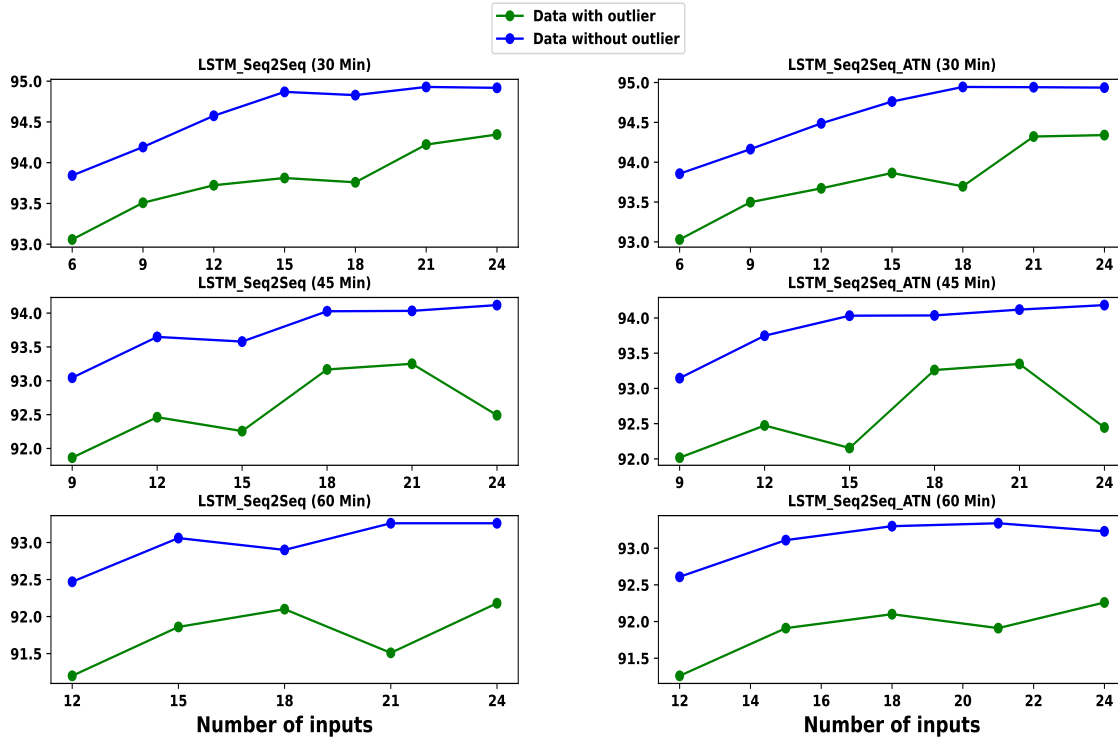 Data with outlier
Data without outlier
LSTM_Seq2Seq (30 Min)
95.0
94.5
94.0
93.5
93.0
6 9 12 15 18 21 24
LSTM_Seq2Seq_ATN (30 Min)
95.0
94.5
94.0
93.5
93.0
6 9 12 15 18 21 24
LSTM_Seq2Seq (45 Min)
94.0
93.5
93.0
92.5
92.0
9 12 15 18 21 24
LSTM_Seq2Seq_ATN (45 Min)
94.0
93.5
93.0
92.5
92.0
9 12 15 18 21 24
LSTM_Seq2Seq (60 Min)
93.0
92.5
92.0
91.5
12 15 18 21 24
Number of inputs
LSTM_Seq2Seq_ATN (60 Min)
93.0
92.5
92.0
91.5
12 14 16 18 20 22 24
Number of inputs